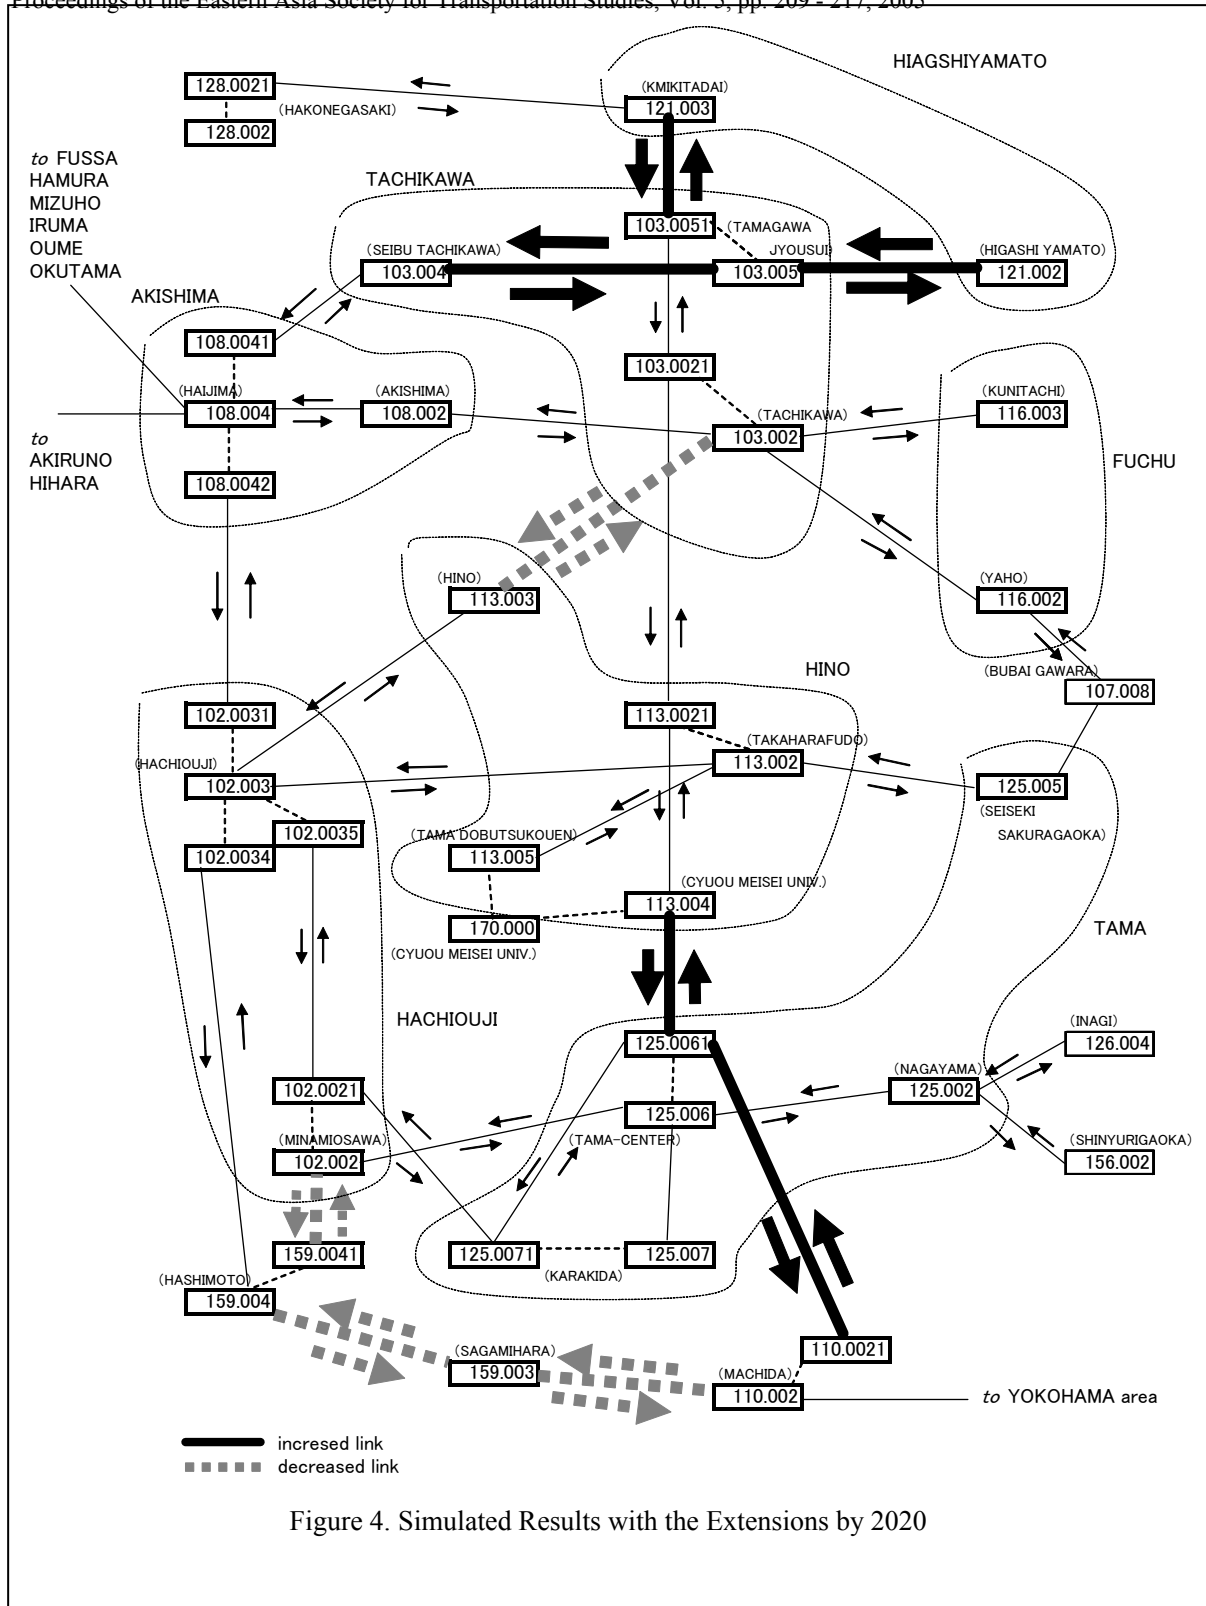 Proceedings of the Eastern Asia Society for Transportation Studies, Vol. 5, pp. 209 - 217, 2005
HIAGSHIYAMATO
128.0021
(KMIKITADAI)
121.003
(HAKONEGASAKI)
128.002
to FUSSA
HAMURA
MIZUHO
IRUMA
OUME
OKUTAMA
TACHIKAWA
103.0051
(TAMAGAWA
JYOUSUI)
(SEIBU TACHIKAWA)
103.004
103.005
(HIGASHI YAMATO)
121.002
AKISHIMA
108.0041
103.0021
(HAIJIMA)
108.004
(AKISHIMA)
108.002
(KUNITACHI)
116.003
(TACHIKAWA)
103.002
to
AKIRUNO
HIHARA
FUCHU
108.0042
(HINO)
113.003
(YAHO)
116.002
HINO
(BUBAI GAWARA)
107.008
102.0031
113.0021
(TAKAHARAFUDO)
113.002
(HACHIOUJI)
102.003
125.005
(SEISEKI
SAKURAGAOKA)
102.0035
(TAMA DOBUTSUKOUEN)
113.005
102.0034
(CYUOU MEISEI UNIV.)
113.004
170.000
(CYUOU MEISEI UNIV.)
TAMA
HACHIOUJI
125.0061
(INAGI)
126.004
(NAGAYAMA)
125.002
102.0021
125.006
(TAMA-CENTER)
(MINAMIOSAWA)
102.002
(SHINYURIGAOKA)
156.002
159.0041
125.0071
125.007
(KARAKIDA)
(HASHIMOTO)
159.004
110.0021
(SAGAMIHARA)
159.003
(MACHIDA)
110.002
to YOKOHAMA area
incresed link
decreased link
Figure 4. Simulated Results with the Extensions by 2020